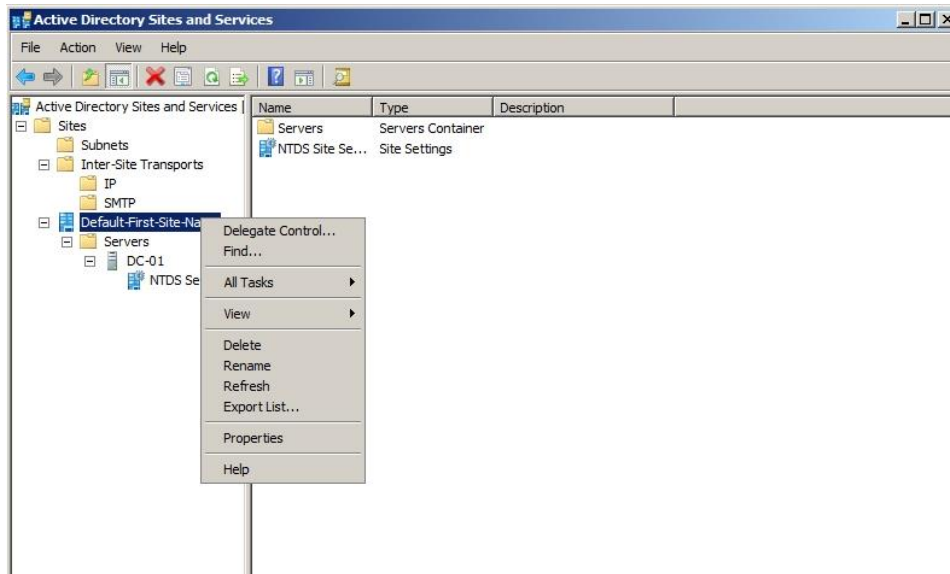 Active Directory Sites and Services
File Action View Help
Active Directory Sites and Services [
Name Type Description
Sites
Subnets
Inter-Site Transports
IP
SMTP
Default-First-Site-Na
Servers
DC-01
NTDS Se
Servers Servers Container
NTDS Site Se... Site Settings
Delegate Control...
Find...
All Tasks
View
Delete
Rename
Refresh
Export List...
Properties
Help